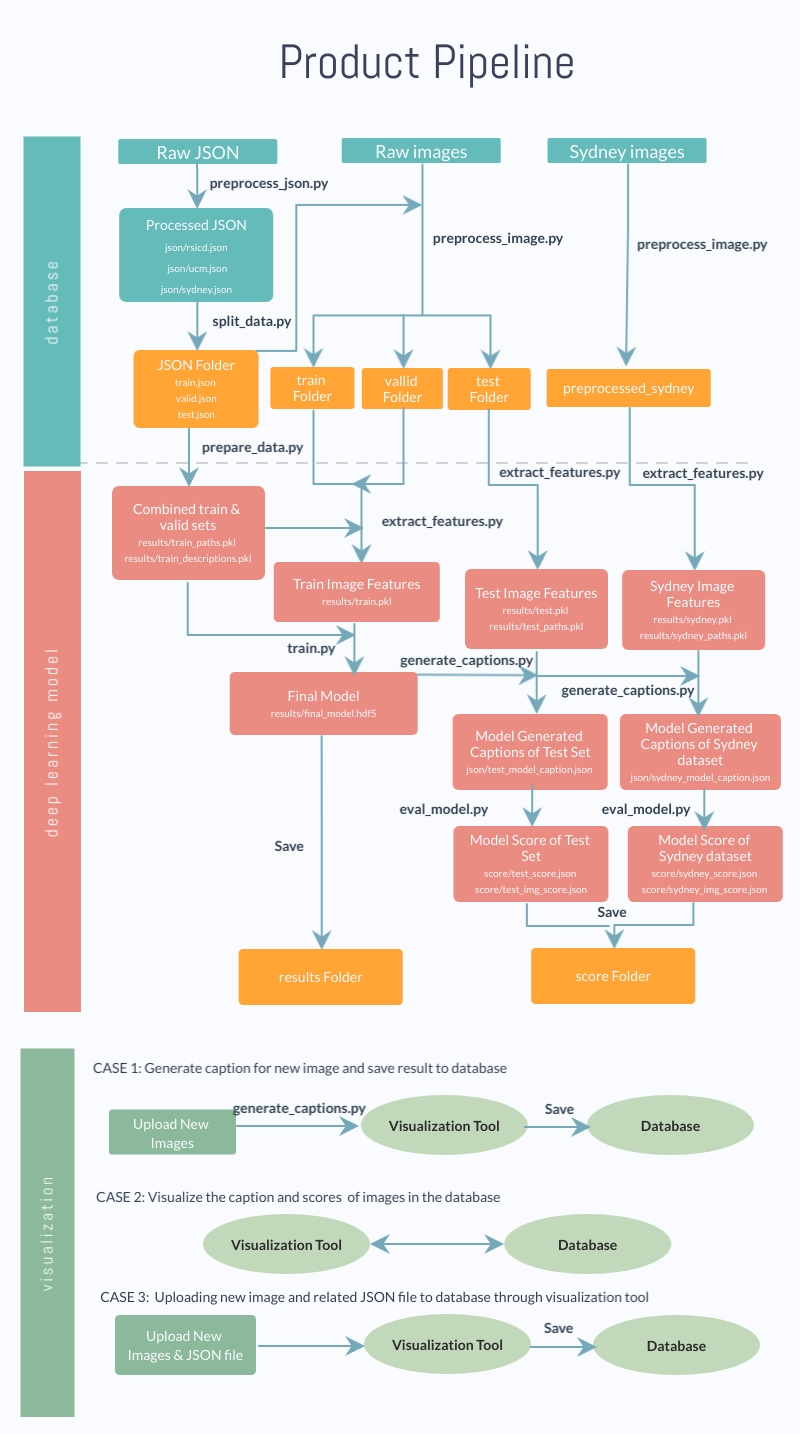 Product Pipeline
database
Raw JSON
Raw images
Sydney images
preprocess_json.py
Processed JSON
json/rsicd.json
json/ucm.json
json/sydney.json
preprocess_image.py
preprocess_image.py
split_data.py
JSON Folder
train.json
valid.json
test.json
train
Folder
vallid
Folder
test
Folder
preprocessed_sydney
prepare_data.py
deep learning model
extract_features.py
extract_features.py
Combined train &
valid sets
results/train_paths.pkl
results/train_descriptions.pkl
extract_features.py
Train Image Features
results/train.pkl
Test Image Features
results/test.pkl
results/test_paths.pkl
Sydney Image
Features
results/sydney.pkl
results/sydney_paths.pkl
train.py
generate_captions.py
generate_captions.py
Final Model
results/final_model.hdf5
Model Generated
Captions of Test Set
json/test_model_caption.json
Model Generated
Captions of Sydney
dataset
json/sydney_model_caption.json
eval_model.py
eval_model.py
Model Score of Test
Set
score/test_score.json
score/test_img_score.json
Model Score of
Sydney dataset
score/sydney_score.json
score/sydney_img_score.json
Save
Save
results Folder
score Folder
visualization
CASE 1: Generate caption for new image and save result to database
Upload New
Images
generate_captions.py
Visualization Tool
Save
Database
CASE 2: Visualize the caption and scores of images in the database
Visualization Tool
Database
CASE 3: Uploading new image and related JSON file to database through visualization tool
Upload New
Images & JSON file
Visualization Tool
Save
Database